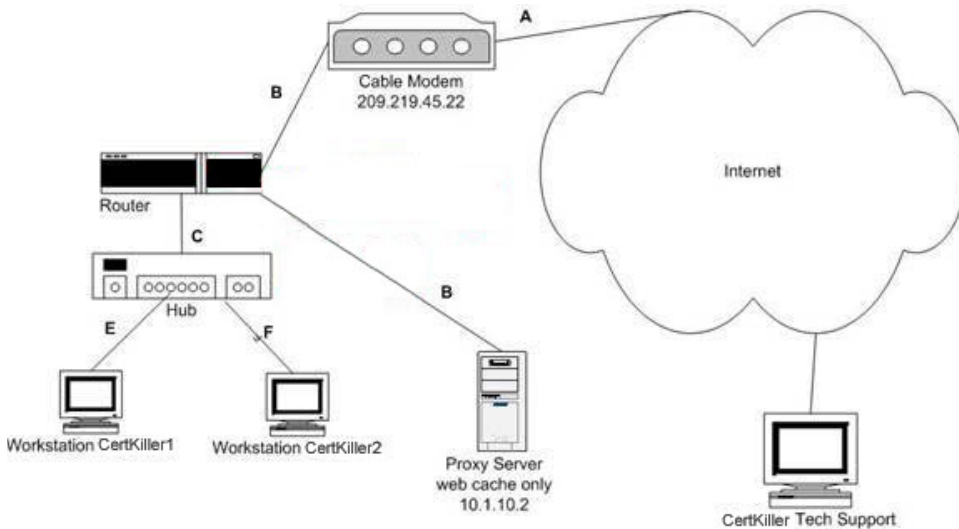 A
Cable Modem
209.219.45.22
B
Internet
Router
C
B
Hub
E
F
Workstation CertKiller1
Workstation CertKiller2
Proxy Server
web cache only
10.1.10.2
CertKiller Tech Support